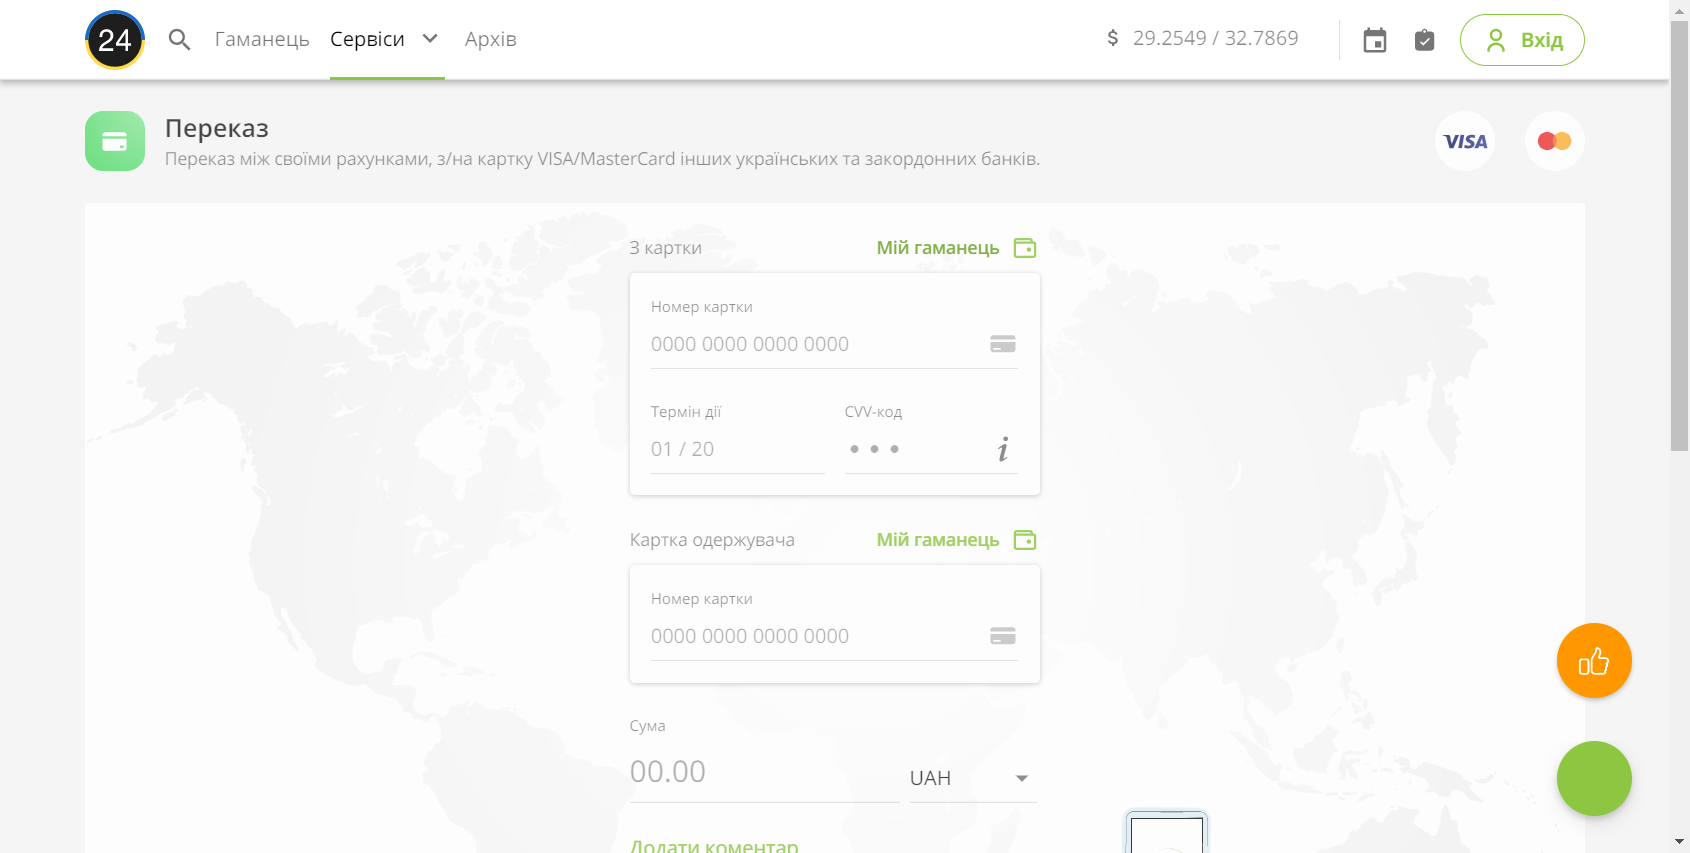 24
Гаманець
Сервіси
Архів
$ 29.2549 / 32.7869
Вхід
Переказ
Переказ між своїми рахунками, з/на картку VISA/MasterCard інших українських та закордонних банків.
VISA
З картки
Мій гаманець
Номер картки
0000 0000 0000 0000
Термін дії
CVV-код
01 / 20
Картка одержувача
Мій гаманець
Номер картки
0000 0000 0000 0000
Сума
00.00
UAH
Додати коментар